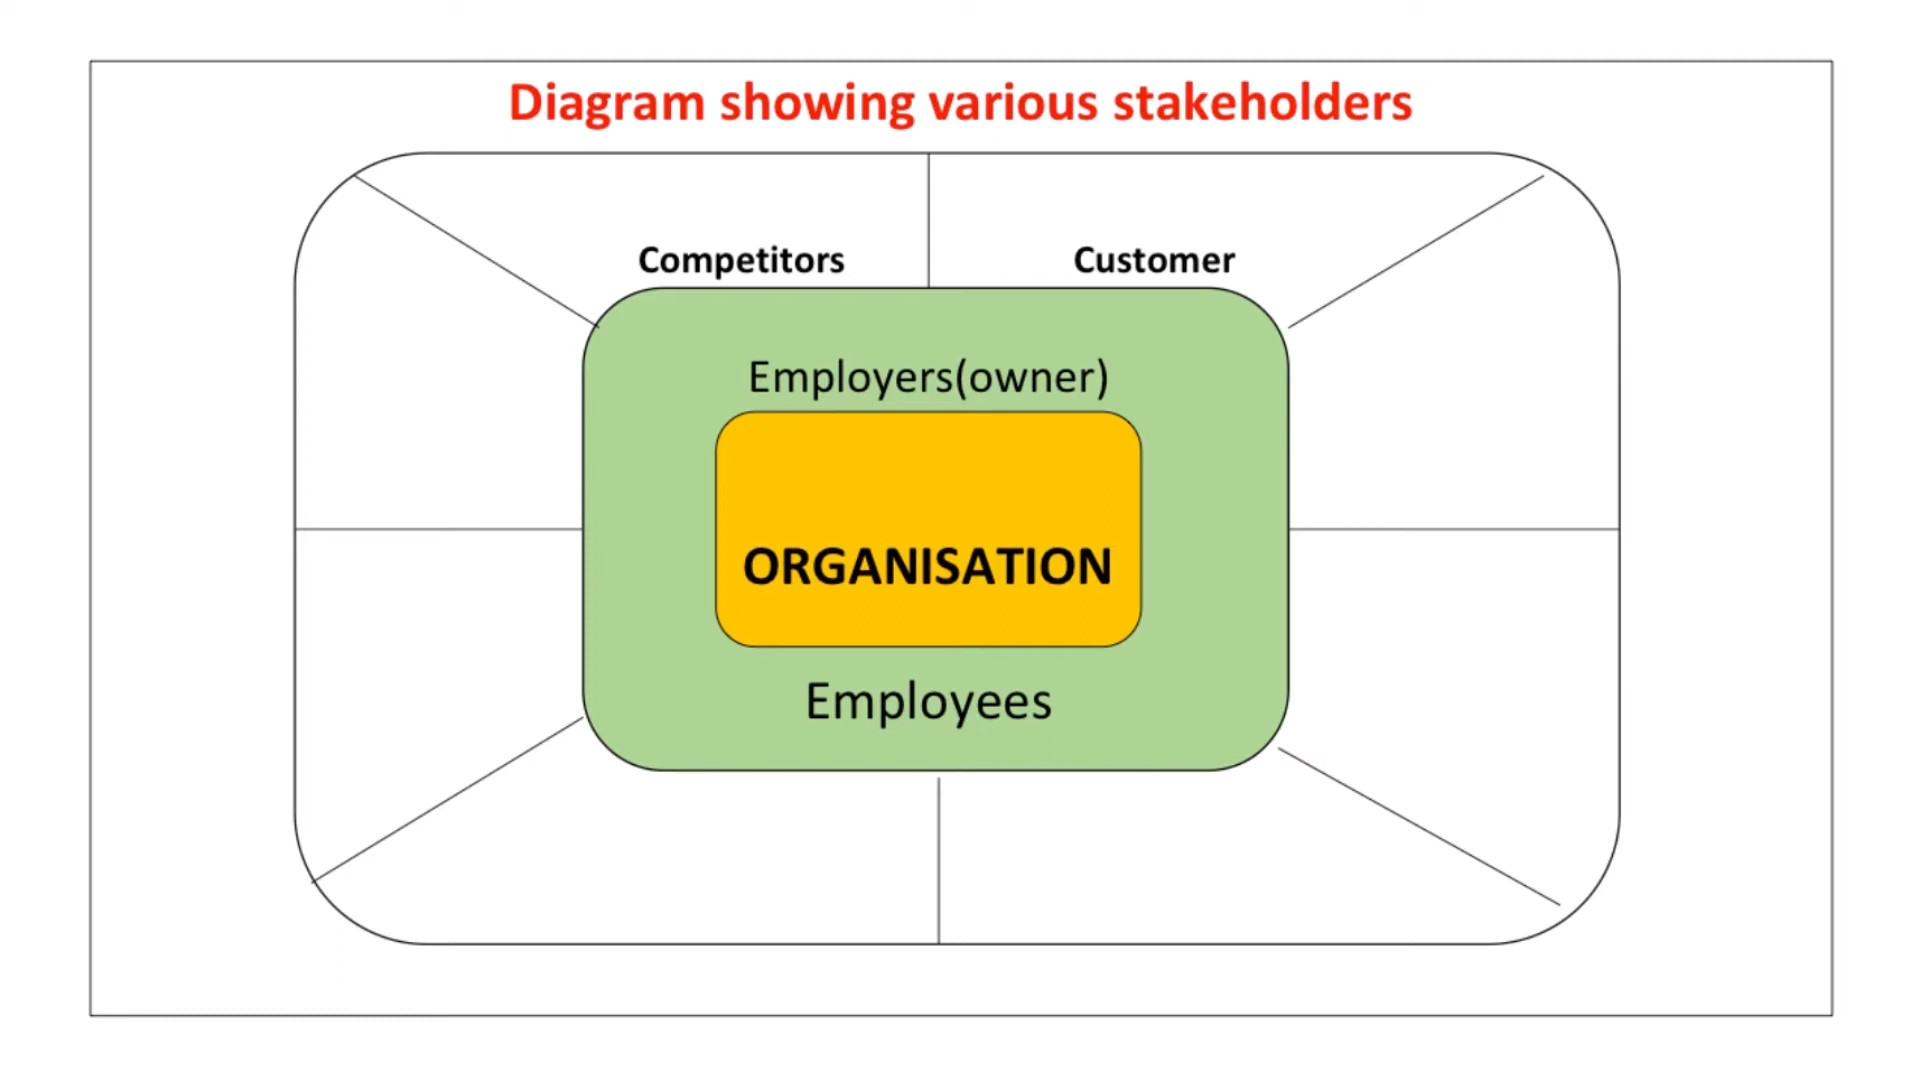 Diagram showing various stakeholders
Competitors
Customer
Employers(owner)
ORGANISATION
Employees